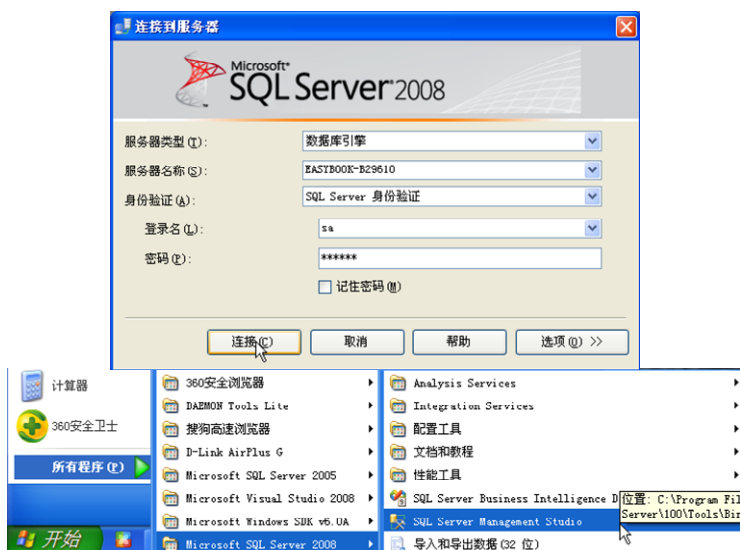 连接到服务器
Microsoft
SQL Server 2008
服务器类型(T):
数据库引擎
服务器名称(S):
EASYBOOK-B29610
身份验证(A):
SQL Server 身份验证
登录名(L):
sa
密码(P):
******
记住密码(M)
连接(C)
取消
帮助
选项(O) >>
计算器
360安全卫士
所有程序(P)
开始
360安全浏览器
DAEMON Tools Lite
搜狗高速浏览器
D-Link AirPlus G
Microsoft SQL Server 2005
Microsoft Visual Studio 2008
Microsoft Windows SDK v6.0A
Microsoft SQL Server 2008
Analysis Services
Integration Services
配置工具
文档和教程
性能工具
SQL Server Business Intelligence D
SQL Server Management Studio
导入和导出数据(32 位)
位置: C:\Program Fil
Server\100\Tools\Bin